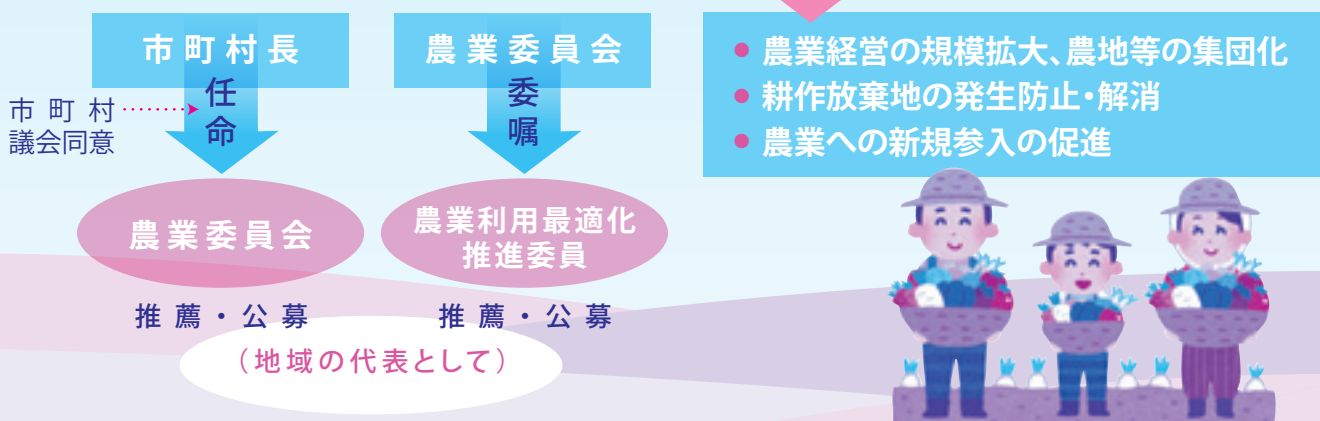 市町村長
任命
市町村
議会同意
農業委員会
推薦・公募
農業委員会
委嘱
農業利用最適化
推進委員
推薦・公募
（地域の代表として）
● 農業経営の規模拡大、農地等の集団化
● 耕作放棄地の発生防止・解消
● 農業への新規参入の促進